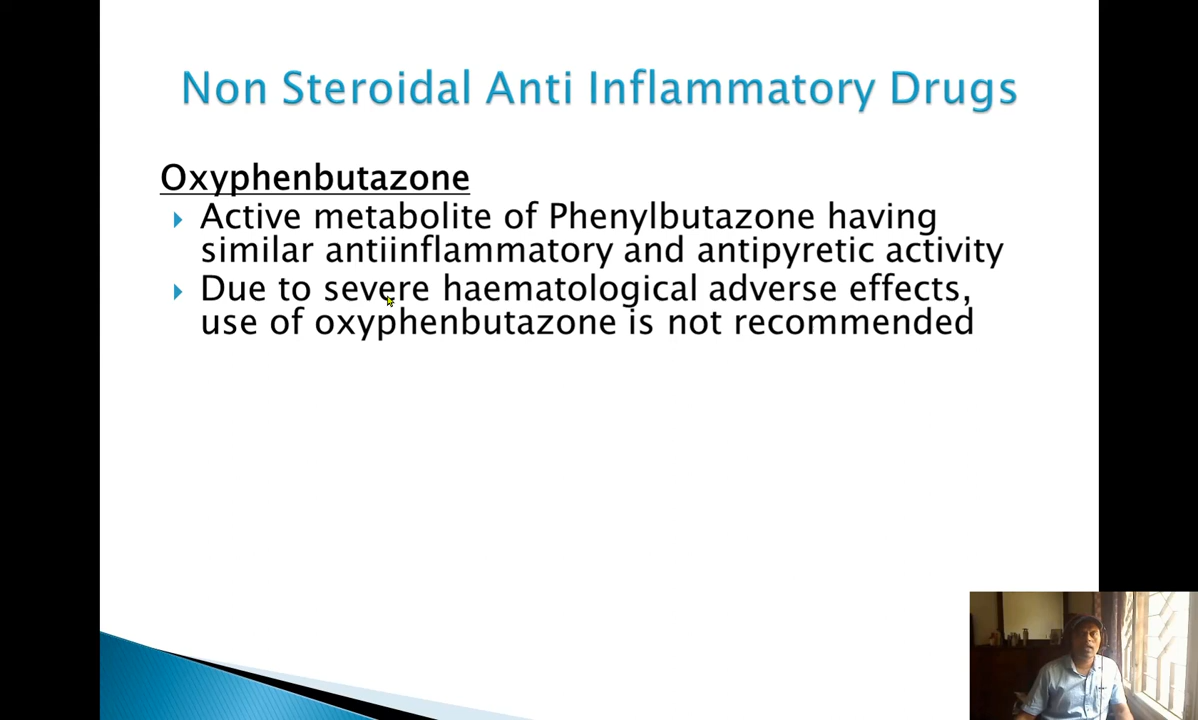 Non Steroidal Anti Inflammatory Drugs
Oxyphenbutazone
Active metabolite of Phenylbutazone having
similar antiinflammatory and antipyretic activity
Due to severe haematological adverse effects,
use of oxyphenbutazone is not recommended